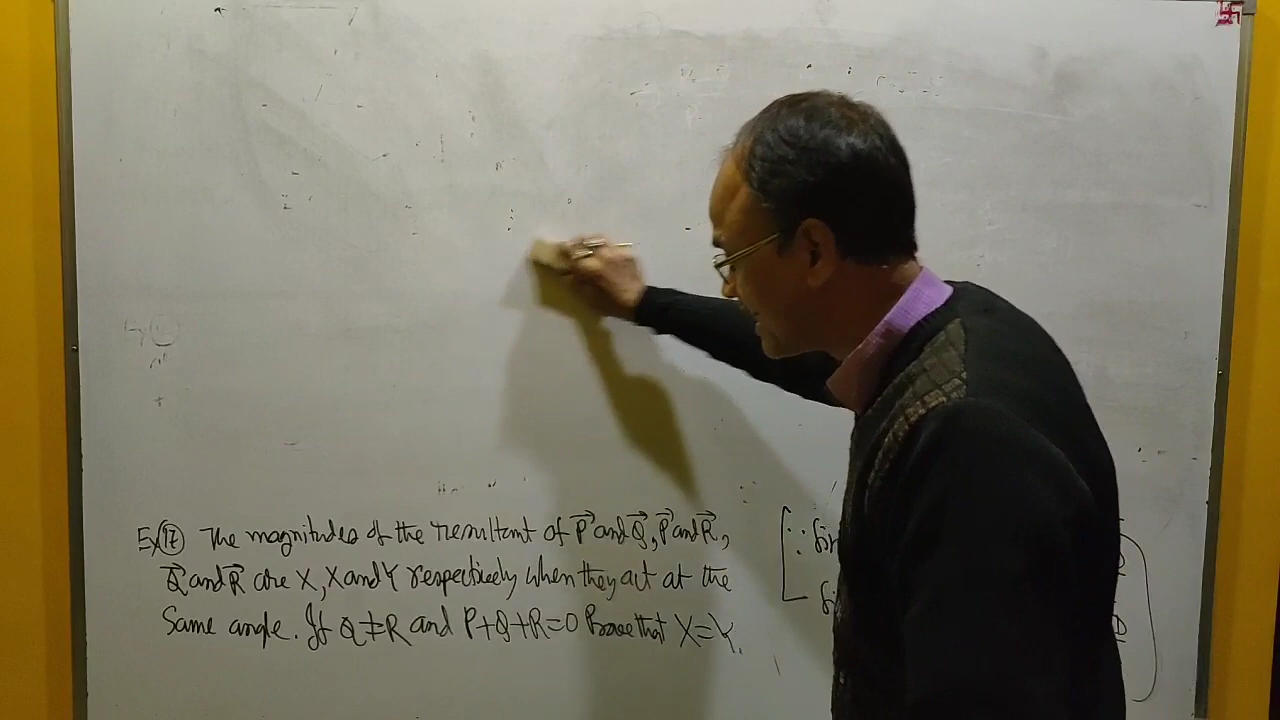 Ex 17 The magnitudes of the resultant of P⃗ and Q⃗, P⃗ and R⃗,
Q⃗ and R⃗ are X, X and Y respectively when they act at the
Same angle. If Q≠R and P+Q+R=0 Prove that X=Y.